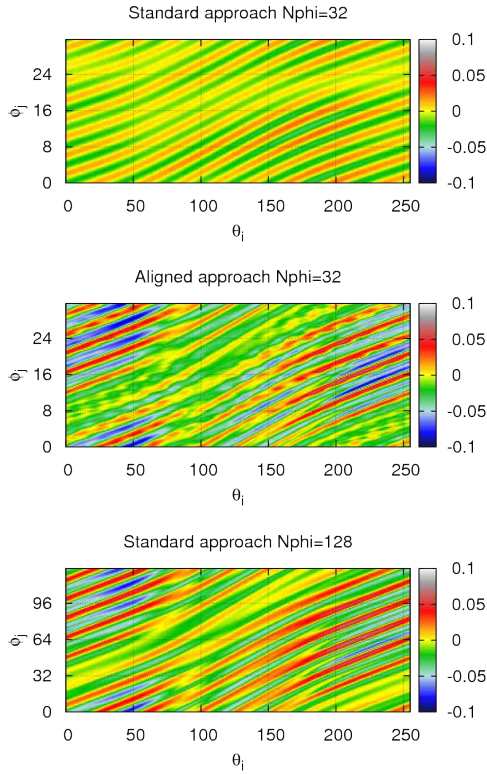 Standard approach Nphi=32
0.1
0.05
0
-0.05
-0.1
24
16
8
0
ϕj
0 50 100 150 200 250
θi
Aligned approach Nphi=32
0.1
0.05
0
-0.05
-0.1
24
16
8
0
ϕj
0 50 100 150 200 250
θi
Standard approach Nphi=128
0.1
0.05
0
-0.05
-0.1
96
64
32
0
ϕj
0 50 100 150 200 250
θi